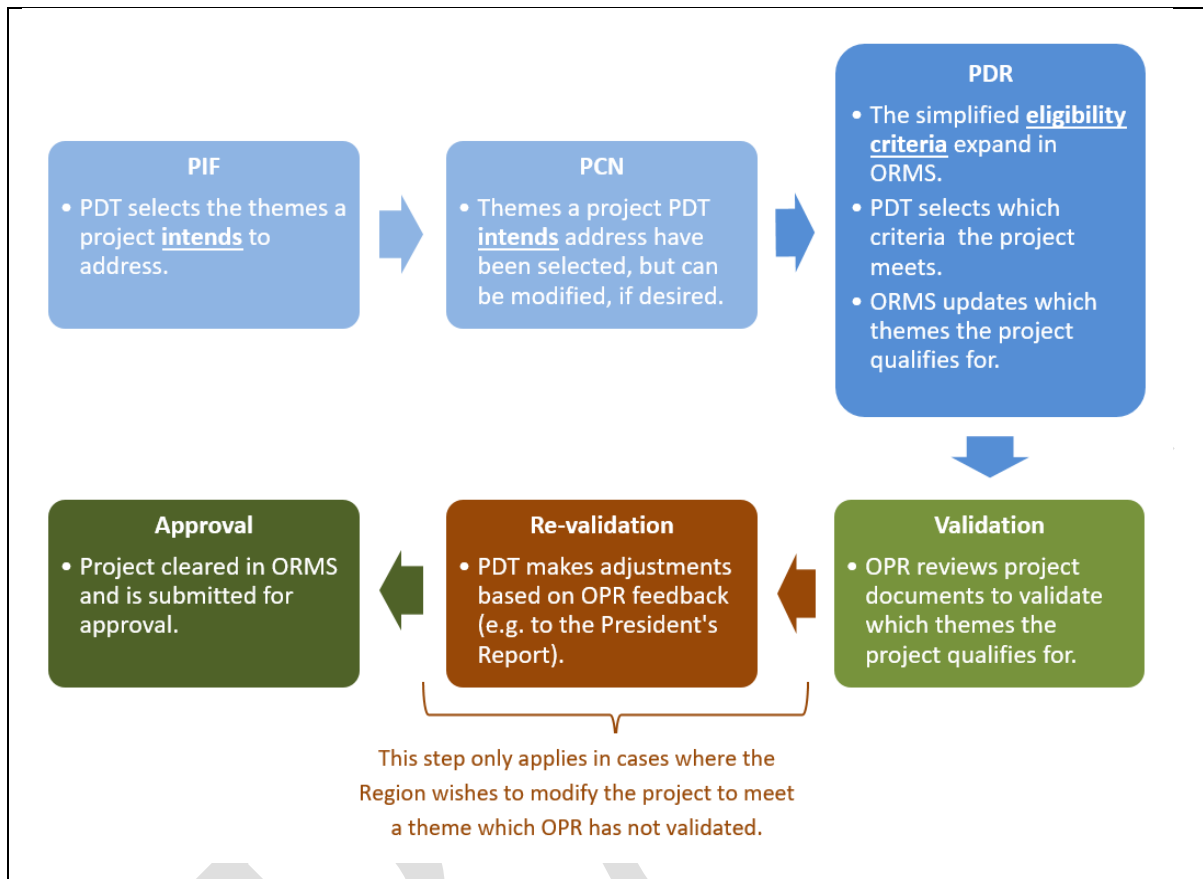 PIF
• PDT selects the themes a
project intends to
address.
PCN
• Themes a project PDT
intends address have
been selected, but can
be modified, if desired.
PDR
• The simplified eligibility
criteria expand in
ORMS.
• PDT selects which
criteria the project
meets.
• ORMS updates which
themes the project
qualifies for.
Validation
• OPR reviews project
documents to validate
which themes the
project qualifies for.
Re-validation
• PDT makes adjustments
based on OPR feedback
(e.g. to the President's
Report).
Approval
• Project cleared in ORMS
and is submitted for
approval.
This step only applies in cases where the
Region wishes to modify the project to meet
a theme which OPR has not validated.